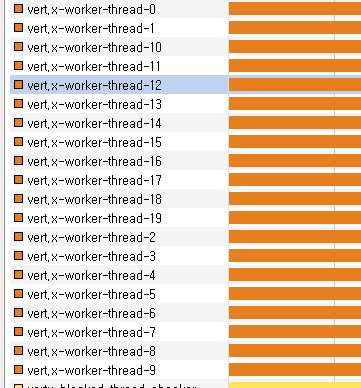 vert.x-worker-thread-0
vert.x-worker-thread-1
vert.x-worker-thread-10
vert.x-worker-thread-11
vert.x-worker-thread-12
vert.x-worker-thread-13
vert.x-worker-thread-14
vert.x-worker-thread-15
vert.x-worker-thread-16
vert.x-worker-thread-17
vert.x-worker-thread-18
vert.x-worker-thread-19
vert.x-worker-thread-2
vert.x-worker-thread-3
vert.x-worker-thread-4
vert.x-worker-thread-5
vert.x-worker-thread-6
vert.x-worker-thread-7
vert.x-worker-thread-8
vert.x-worker-thread-9
vertx-blocked-thread-checker